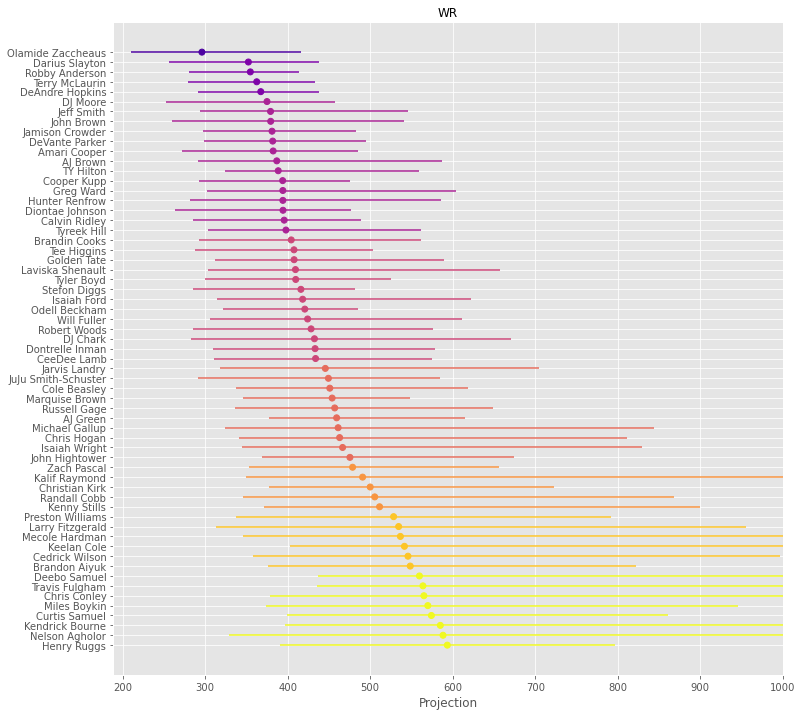 WR
Olamide Zaccheaus
Darius Slayton
Robby Anderson
Terry McLaurin
DeAndre Hopkins
DJ Moore
Jeff Smith
John Brown
Jamison Crowder
DeVante Parker
Amari Cooper
AJ Brown
TY Hilton
Cooper Kupp
Greg Ward
Hunter Renfrow
Diontae Johnson
Calvin Ridley
Tyreek Hill
Brandin Cooks
Tee Higgins
Golden Tate
Laviska Shenault
Tyler Boyd
Stefon Diggs
Isaiah Ford
Odell Beckham
Will Fuller
Robert Woods
DJ Chark
Dontrelle Inman
CeeDee Lamb
Jarvis Landry
JuJu Smith-Schuster
Cole Beasley
Marquise Brown
Russell Gage
AJ Green
Michael Gallup
Chris Hogan
Isaiah Wright
John Hightower
Zach Pascal
Kalif Raymond
Christian Kirk
Randall Cobb
Kenny Stills
Preston Williams
Larry Fitzgerald
Mecole Hardman
Keelan Cole
Cedrick Wilson
Brandon Aiyuk
Deebo Samuel
Travis Fulgham
Chris Conley
Miles Boykin
Curtis Samuel
Kendrick Bourne
Nelson Agholor
Henry Ruggs
200 300 400 500 600 700 800 900 1000
Projection